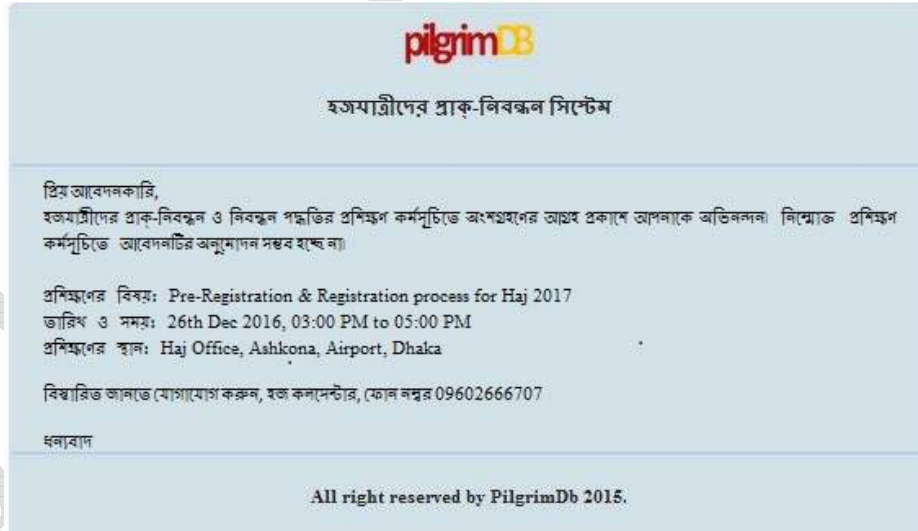 pilgrimDB
হজযাত্রীদের প্রাক্-নিবন্ধন সিস্টেম
প্রিয় আবেদনকারি,
হজযাত্রীদের প্রাক্-নিবন্ধন ও নিবন্ধন পদ্ধতির প্রশিক্ষণ কর্মসূচিতে অংশগ্রহণের আগ্রহ প্রকাশে আপনাকে অভিনন্দন। নিম্মোক্ত প্রশিক্ষণ
কর্মসূচিতে আবেদনটির অনুমোদন সম্ভব হচ্ছে না।
প্রশিক্ষণের বিষয়: Pre-Registration & Registration process for Haj 2017
তারিখ ও সময়: 26th Dec 2016, 03:00 PM to 05:00 PM
প্রশিক্ষণের স্থান: Haj Office, Ashkona, Airport, Dhaka
বিস্তারিত জানতে যোগাযোগ করুন, হজ কলসেন্টার, ফোন নম্বর 09602666707
ধন্যবাদ
All right reserved by PilgrimDb 2015.